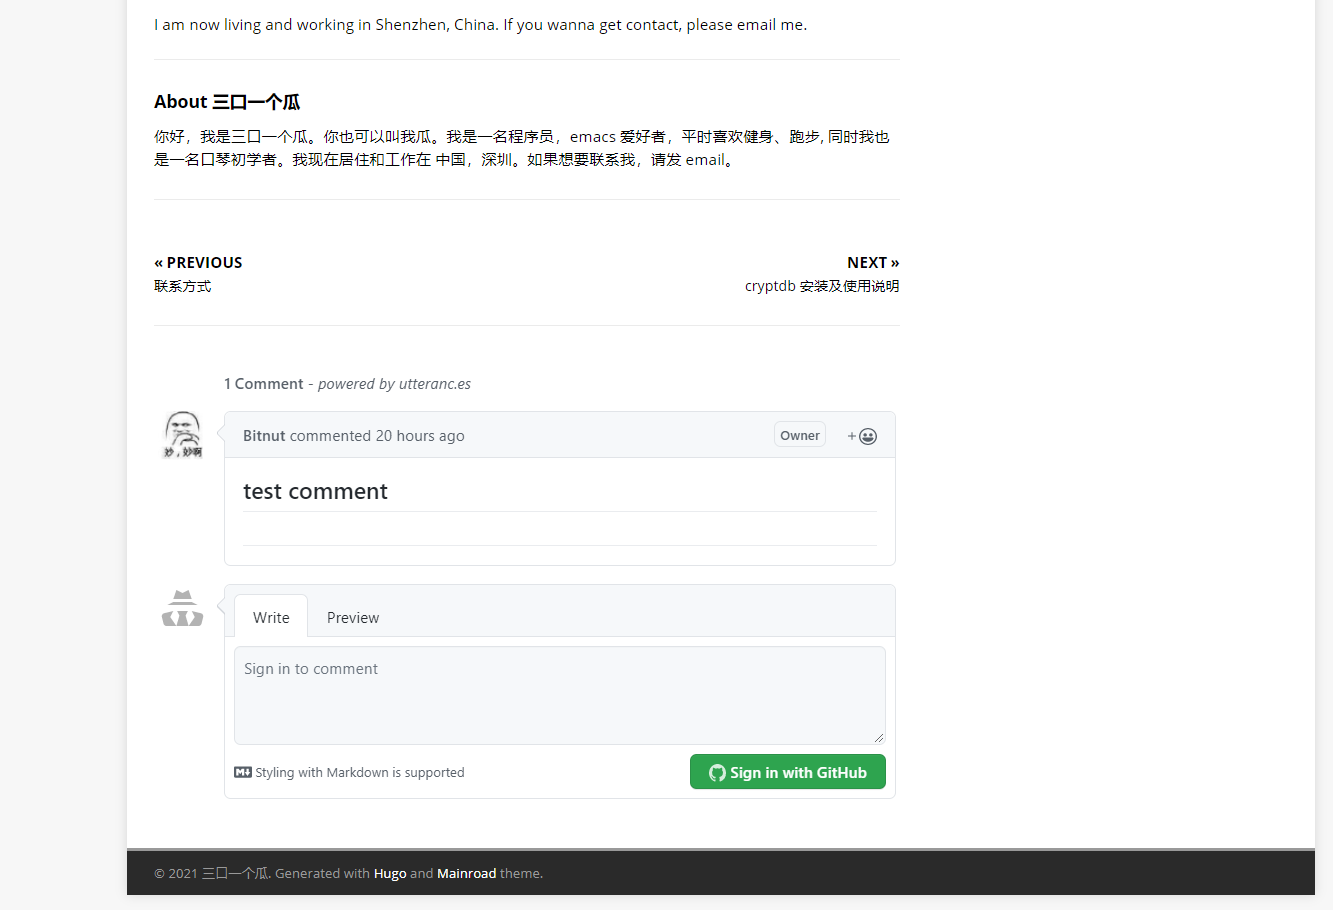 I am now living and working in Shenzhen, China. If you wanna get contact, please email me.
About 三口一个瓜
你好，我是三口一个瓜。你也可以叫我瓜。我是一名程序员，emacs 爱好者，平时喜欢健身、跑步, 同时我也
是一名口琴初学者。我现在居住和工作在 中国，深圳。如果想要联系我，请发 email。
« PREVIOUS
联系方式
NEXT »
cryptdb 安装及使用说明
1 Comment - powered by utteranc.es
Bitnut commented 20 hours ago
Owner
+
妙，妙啊
test comment
Write
Preview
Sign in to comment
Styling with Markdown is supported
Sign in with GitHub
© 2021 三口一个瓜. Generated with Hugo and Mainroad theme.